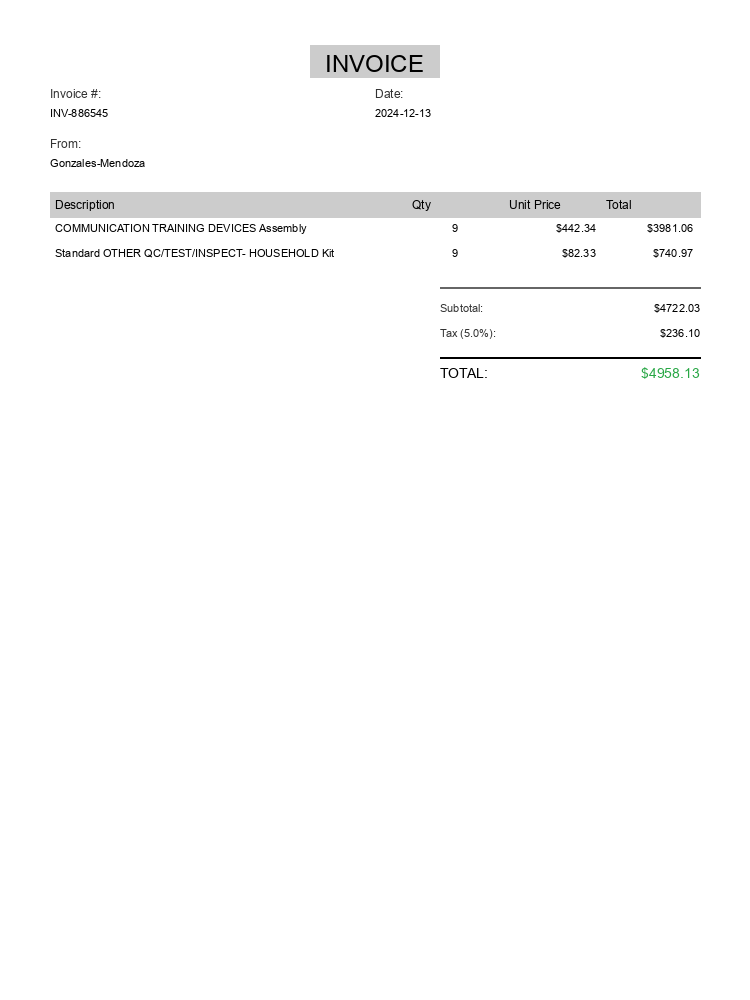 INVOICE
Invoice #: Date:
INV-886545 2024-12-13
From:
Gonzales-Mendoza
Description Qty Unit Price Total
COMMUNICATION TRAINING DEVICES Assembly 9 $442.34 $3981.06
Standard OTHER QC/TEST/INSPECT- HOUSEHOLD Kit 9 $82.33 $740.97
Subtotal: $4722.03
Tax (5.0%): $236.10
TOTAL: $4958.13